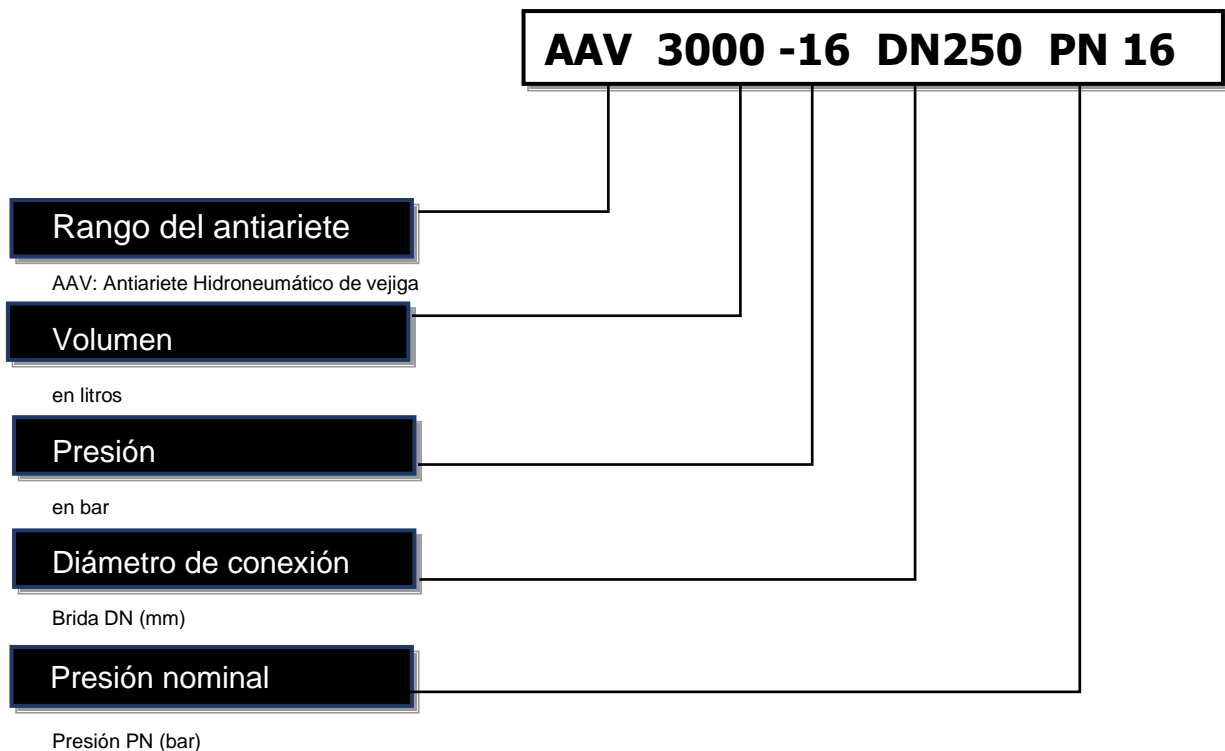 AAV 3000 -16 DN250 PN 16
Rango del antiariete
AAV: Antiariete Hidroneumático de vejiga
Volumen
en litros
Presión
en bar
Diámetro de conexión
Brida DN (mm)
Presión nominal
Presión PN (bar)